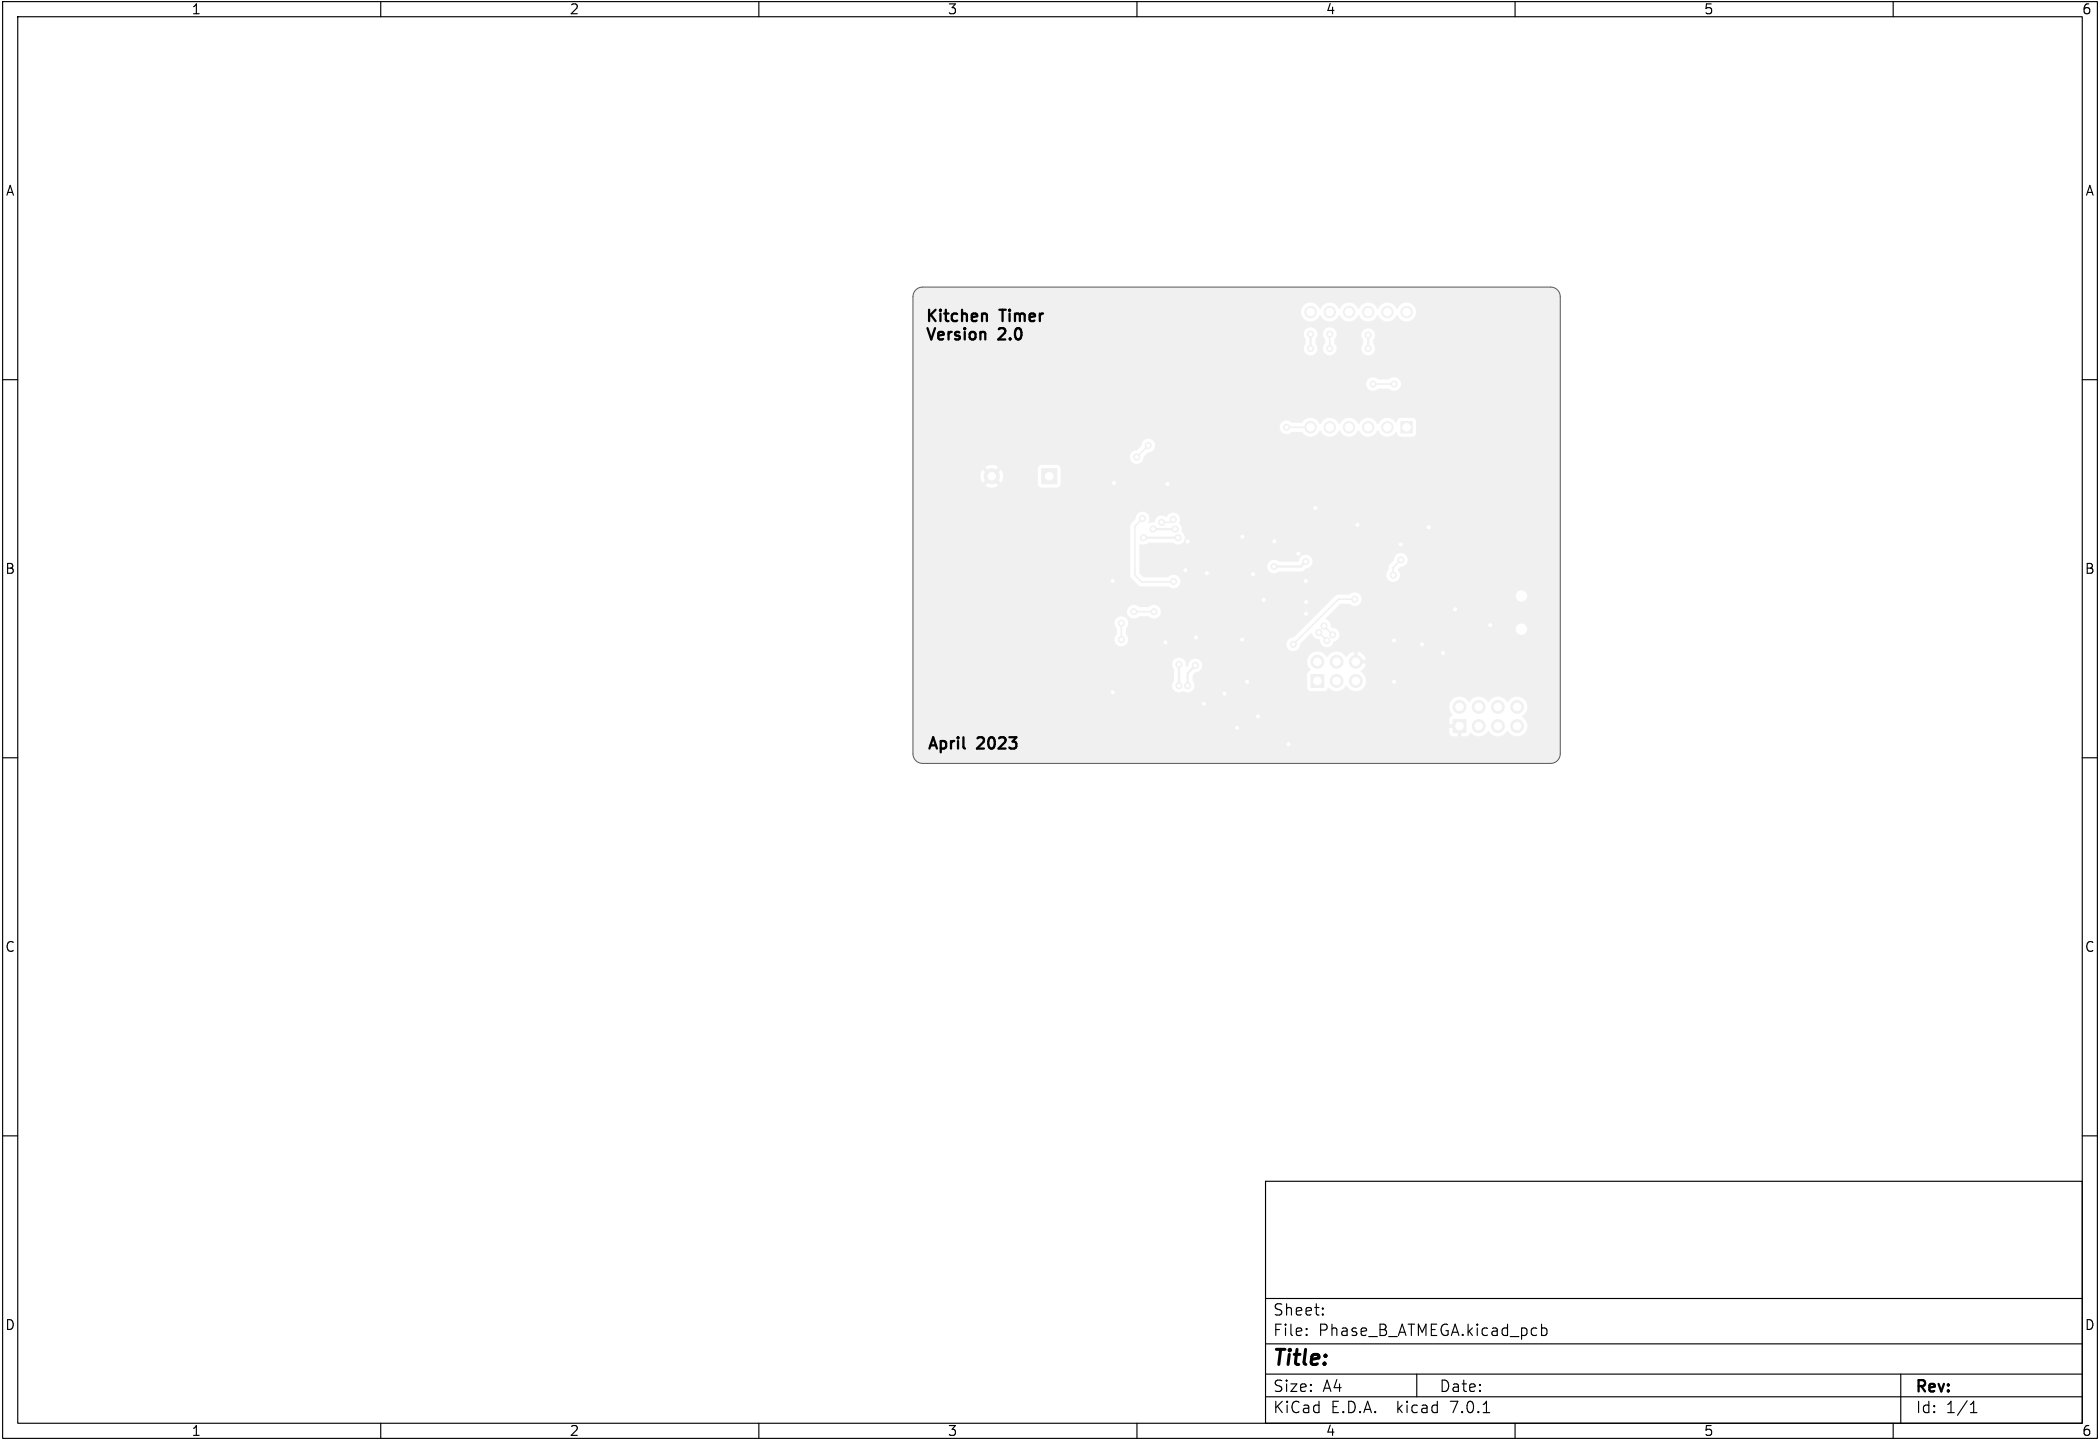 1 2 3 4 5 6
A A
Kitchen Timer
Version 2.0
B B
April 2023
C C
Sheet:
File: Phase_B_ATMEGA.kicad_pcb
D D
Title:
Size: A4 Date: Rev:
KiCad E.D.A. kicad 7.0.1 Id: 1/1
1 2 3 4 5 6